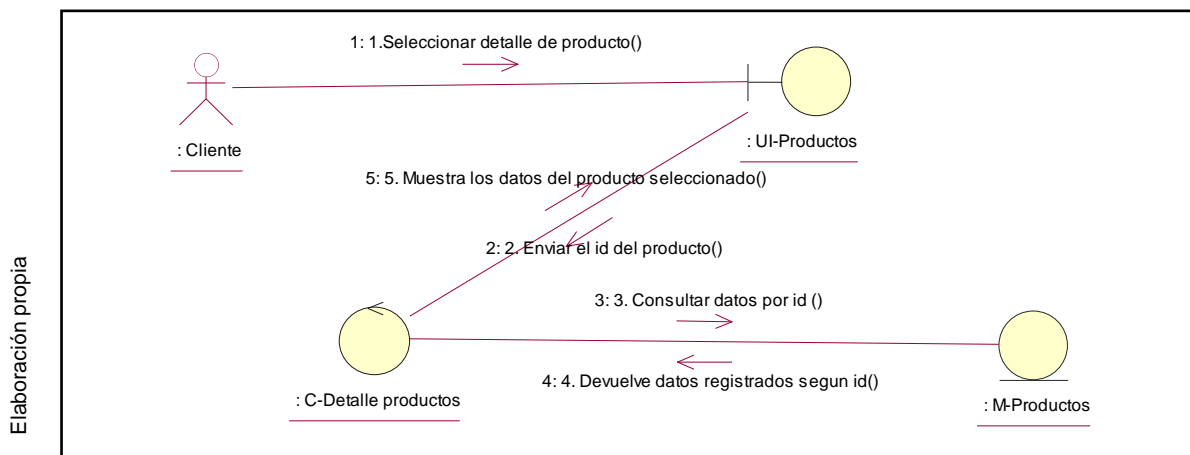 1: 1.Seleccionar detalle de producto()
: Cliente
: UI-Productos
5: 5. Muestra los datos del producto seleccionado()
2: 2. Enviar el id del producto()
3: 3. Consultar datos por id ()
4: 4. Devuelve datos registrados segun id()
: C-Detalle productos
: M-Productos
Elaboración propia